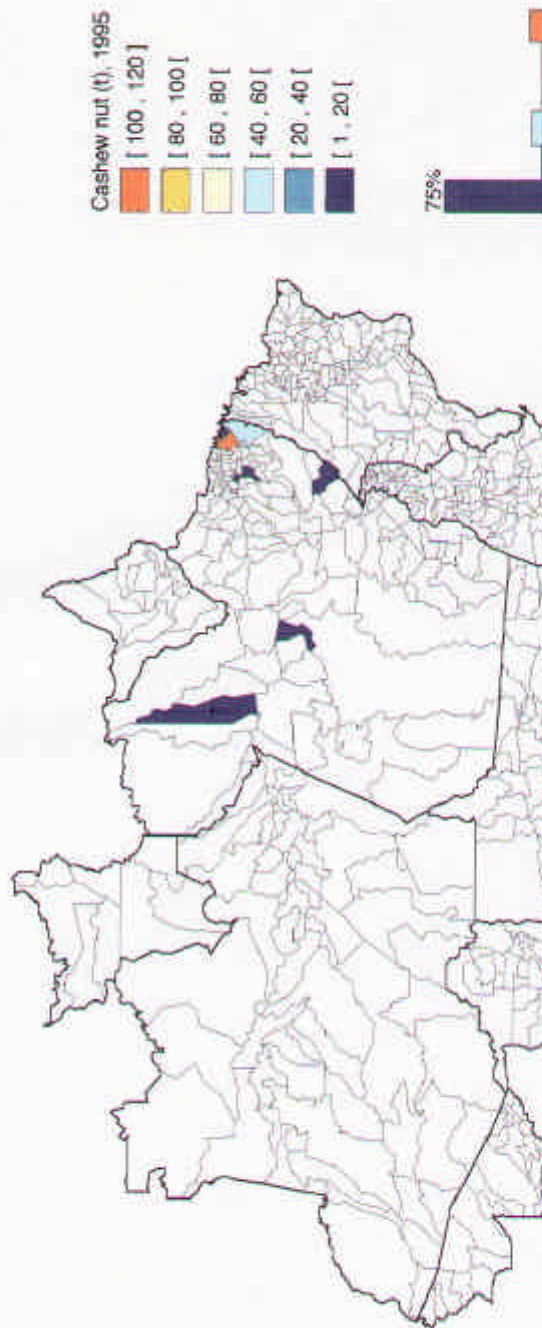 Cashew nut (t), 1995
[ 100 , 120 ]
[ 80 , 100 [
[ 60 , 80 [
[ 40 , 60 [
[ 20 , 40 [
[ 1 , 20 [
75%